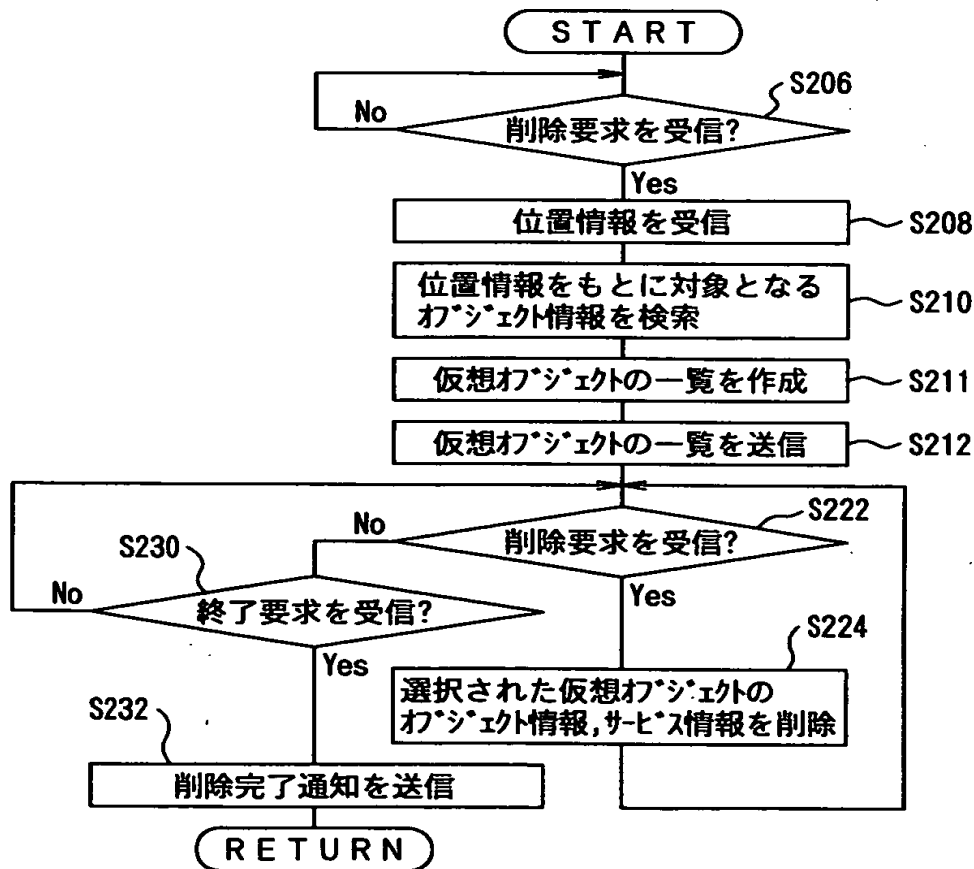 START
S206
No
削除要求を受信?
Yes
位置情報を受信
S208
位置情報をもとに対象となる
オブジェクト情報を検索
S210
仮想オブジェクトの一覧を作成
S211
仮想オブジェクトの一覧を送信
S212
No
S222
削除要求を受信?
S230
No
Yes
終了要求を受信?
S224
Yes
選択された仮想オブジェクトの
オブジェクト情報,サービス情報を削除
S232
削除完了通知を送信
RETURN